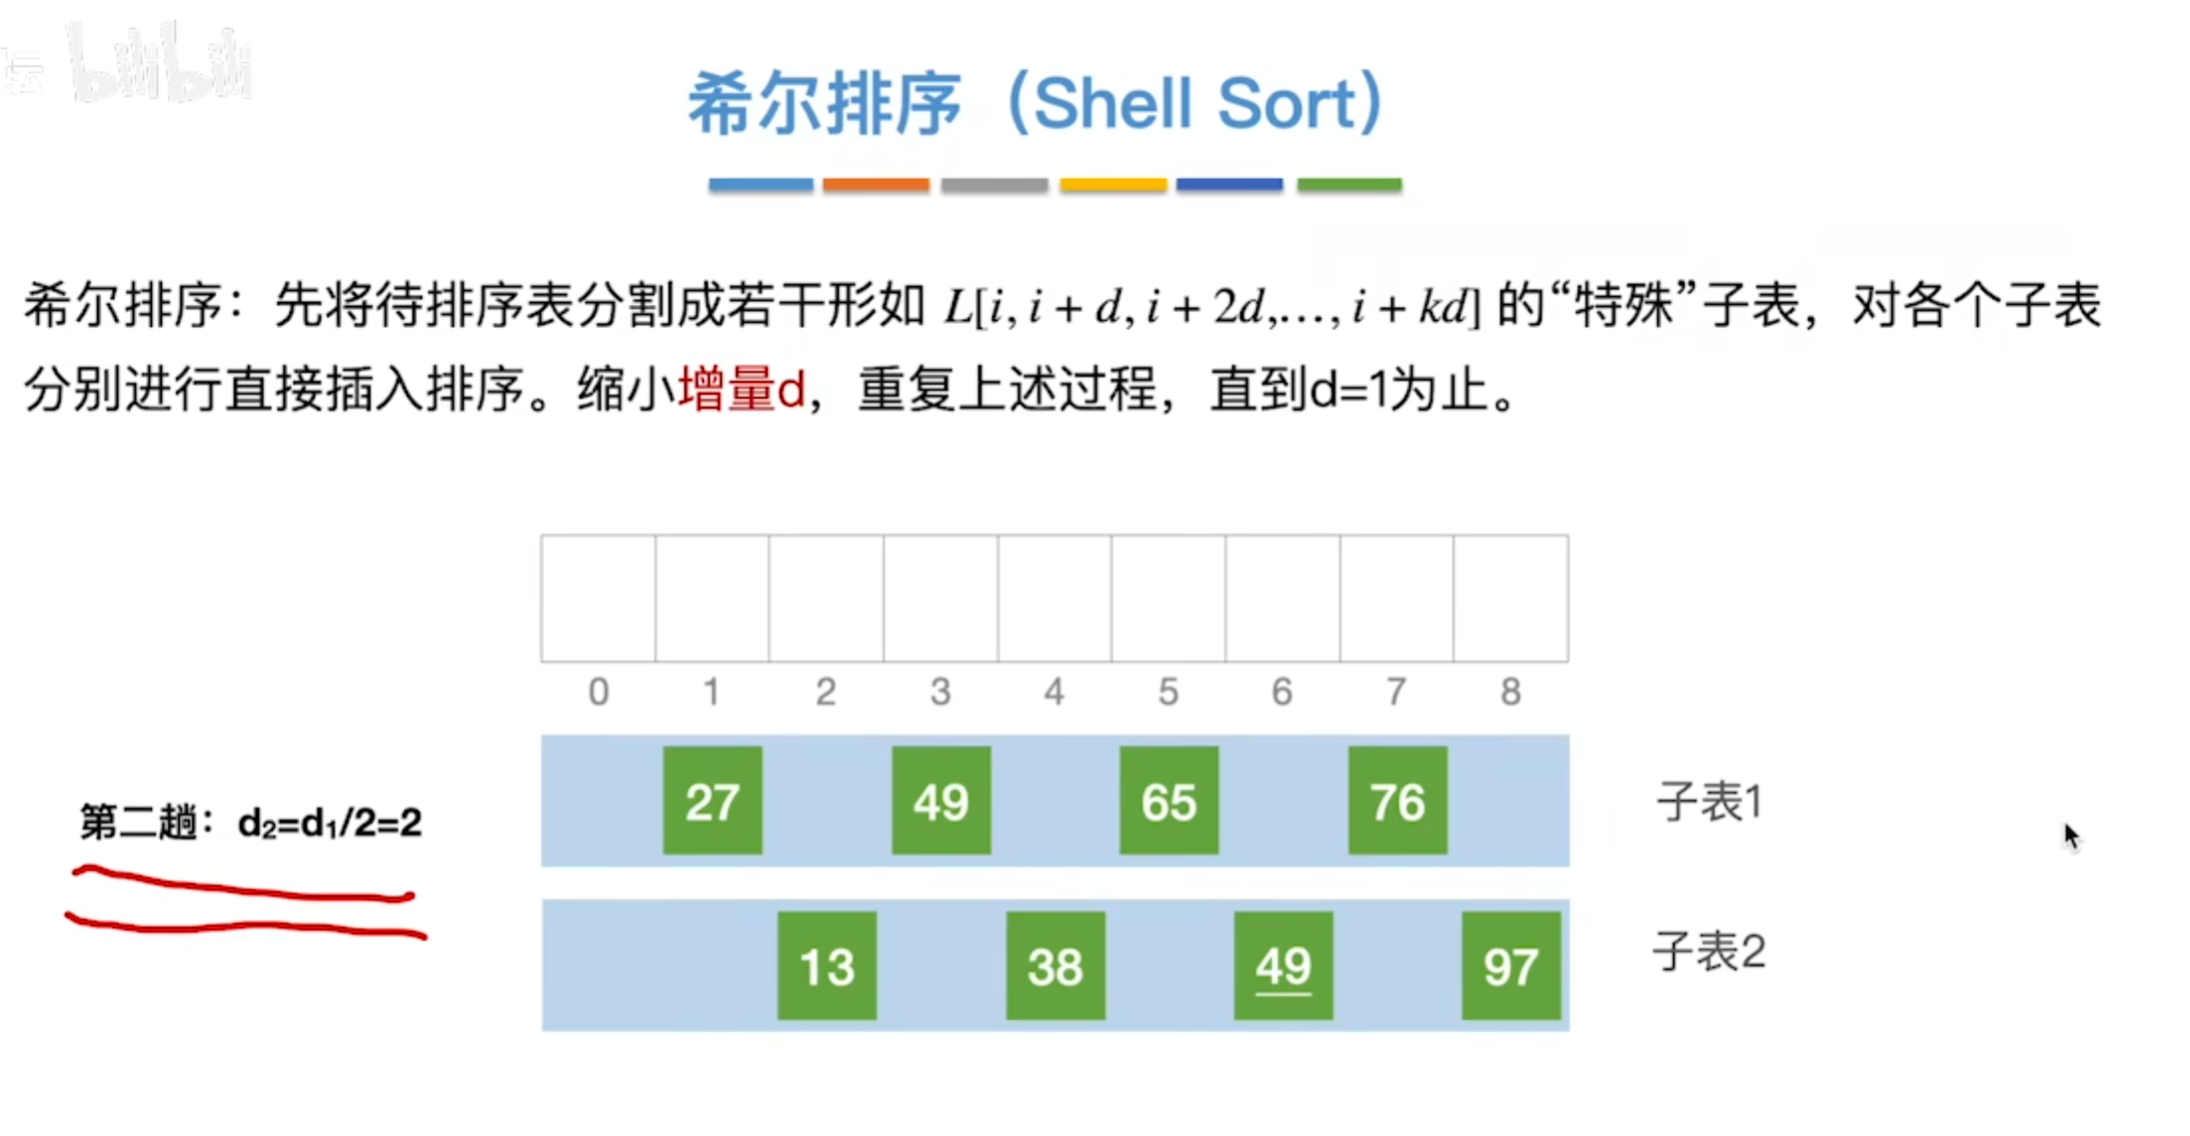 坛 bilibili
希尔排序（Shell Sort）
希尔排序：先将待排序表分割成若干形如 L[i, i + d, i + 2d,…, i + kd] 的“特殊”子表，对各个子表
分别进行直接插入排序。缩小增量d，重复上述过程，直到d=1为止。
0 1 2 3 4 5 6 7 8
27 49 65 76 子表1
第二趟：d₂=d₁/2=2
13 38 49 97 子表2